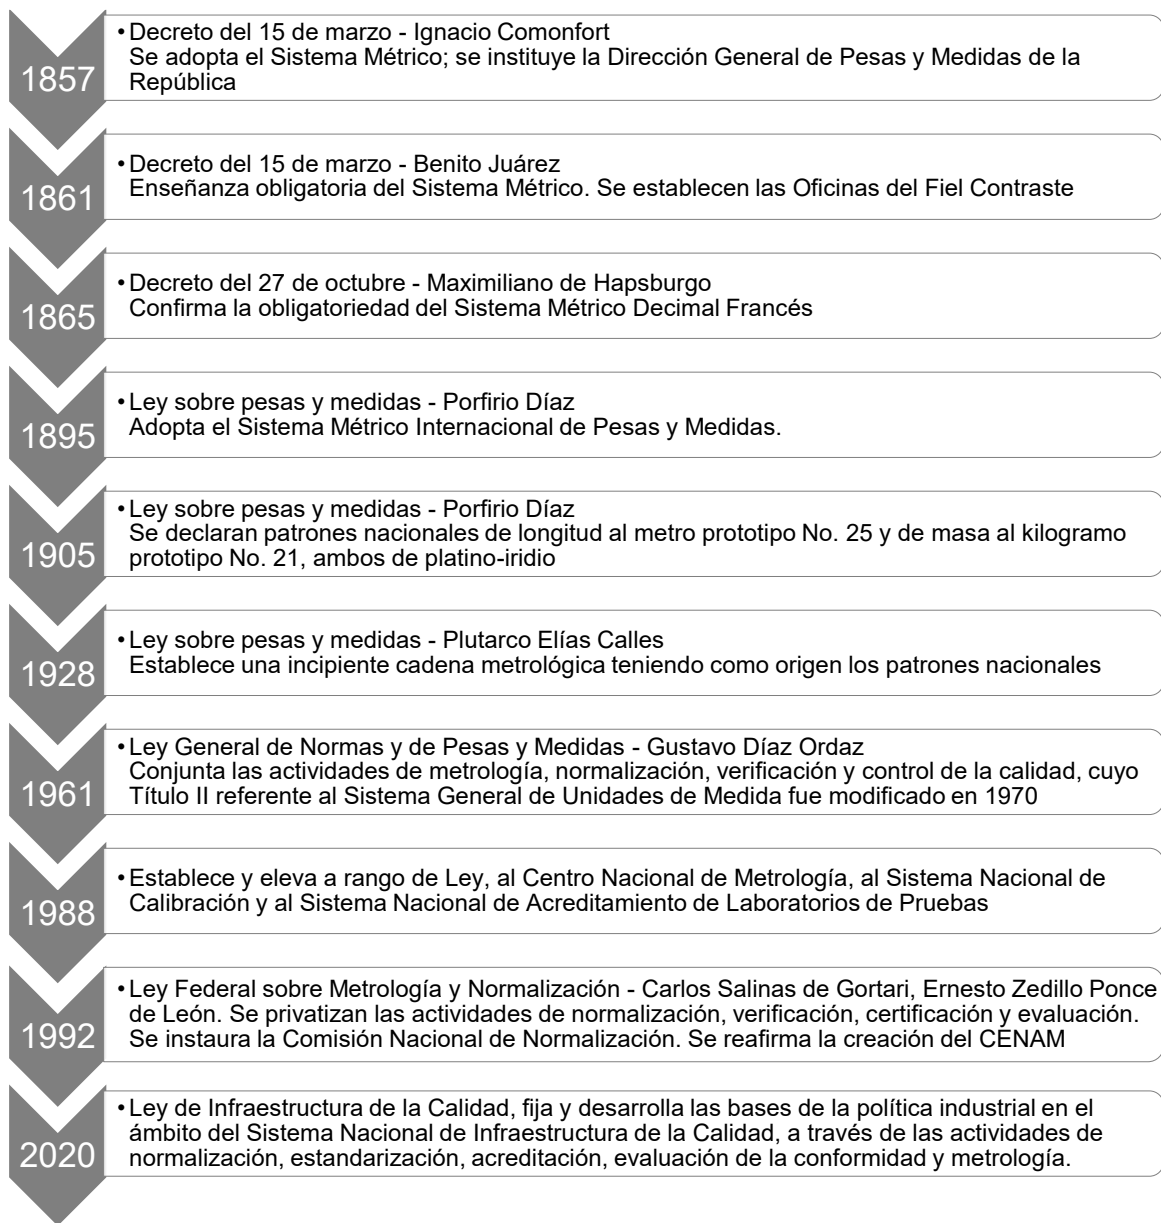 1857
•Decreto del 15 de marzo - Ignacio Comonfort
Se adopta el Sistema Métrico; se instituye la Dirección General de Pesas y Medidas de la
República
1861
•Decreto del 15 de marzo - Benito Juárez
Enseñanza obligatoria del Sistema Métrico. Se establecen las Oficinas del Fiel Contraste
1865
•Decreto del 27 de octubre - Maximiliano de Hapsburgo
Confirma la obligatoriedad del Sistema Métrico Decimal Francés
1895
•Ley sobre pesas y medidas - Porfirio Díaz
Adopta el Sistema Métrico Internacional de Pesas y Medidas.
1905
•Ley sobre pesas y medidas - Porfirio Díaz
Se declaran patrones nacionales de longitud al metro prototipo No. 25 y de masa al kilogramo
prototipo No. 21, ambos de platino-iridio
1928
•Ley sobre pesas y medidas - Plutarco Elías Calles
Establece una incipiente cadena metrológica teniendo como origen los patrones nacionales
1961
•Ley General de Normas y de Pesas y Medidas - Gustavo Díaz Ordaz
Conjunta las actividades de metrología, normalización, verificación y control de la calidad, cuyo
Título II referente al Sistema General de Unidades de Medida fue modificado en 1970
1988
•Establece y eleva a rango de Ley, al Centro Nacional de Metrología, al Sistema Nacional de
Calibración y al Sistema Nacional de Acreditamiento de Laboratorios de Pruebas
1992
•Ley Federal sobre Metrología y Normalización - Carlos Salinas de Gortari, Ernesto Zedillo Ponce
de León. Se privatizan las actividades de normalización, verificación, certificación y evaluación.
Se instaura la Comisión Nacional de Normalización. Se reafirma la creación del CENAM
2020
•Ley de Infraestructura de la Calidad, fija y desarrolla las bases de la política industrial en el
ámbito del Sistema Nacional de Infraestructura de la Calidad, a través de las actividades de
normalización, estandarización, acreditación, evaluación de la conformidad y metrología.